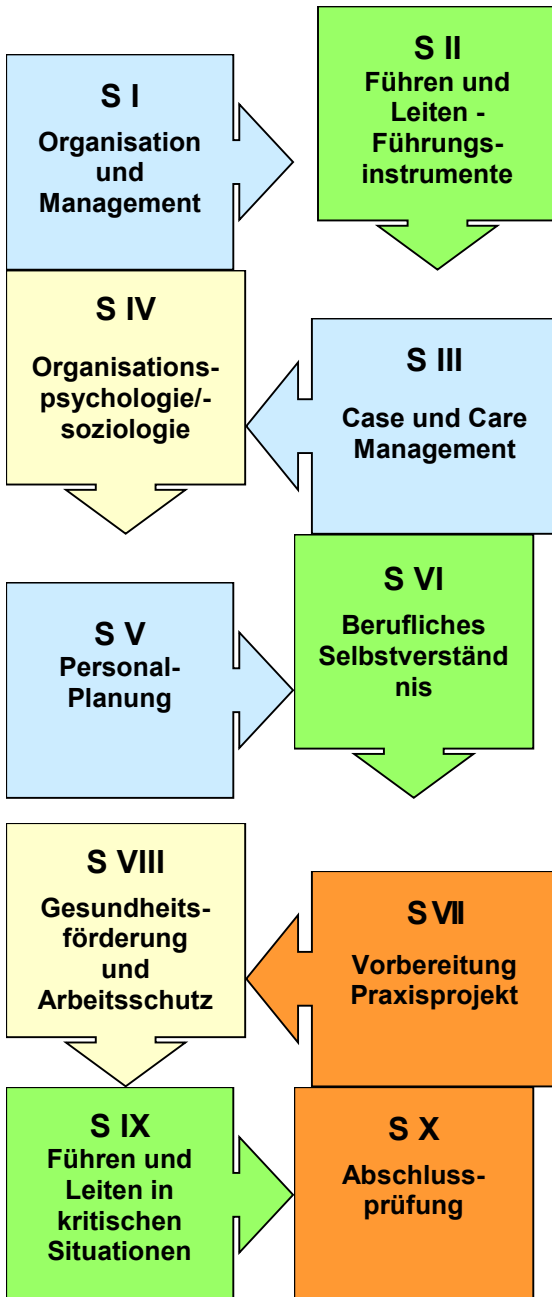 S I
Organisation
und
Management
S II
Führen und
Leiten -
Führungs-
instrumente
S III
Case und Care
Management
S IV
Organisations-
psychologie/-
soziologie
S V
Personal-
Planung
S VI
Berufliches
Selbstverständ
nis
S VII
Vorbereitung
Praxisprojekt
S VIII
Gesundheits-
förderung
und
Arbeitsschutz
S IX
Führen und
Leiten in
kritischen
Situationen
S X
Abschluss-
prüfung